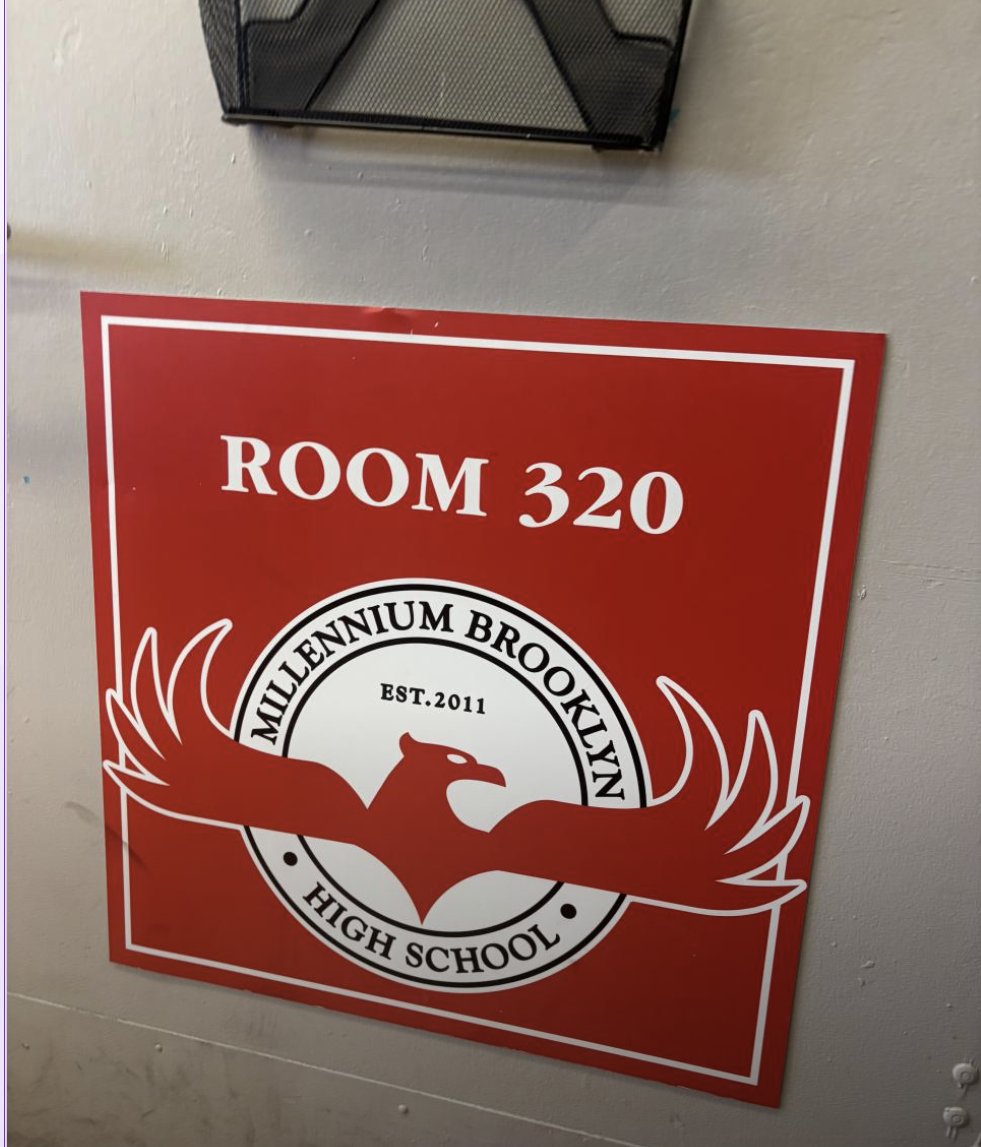 ROOM 320
MILLENNIUM BROOKLYN
EST.2011
HIGH SCHOOL